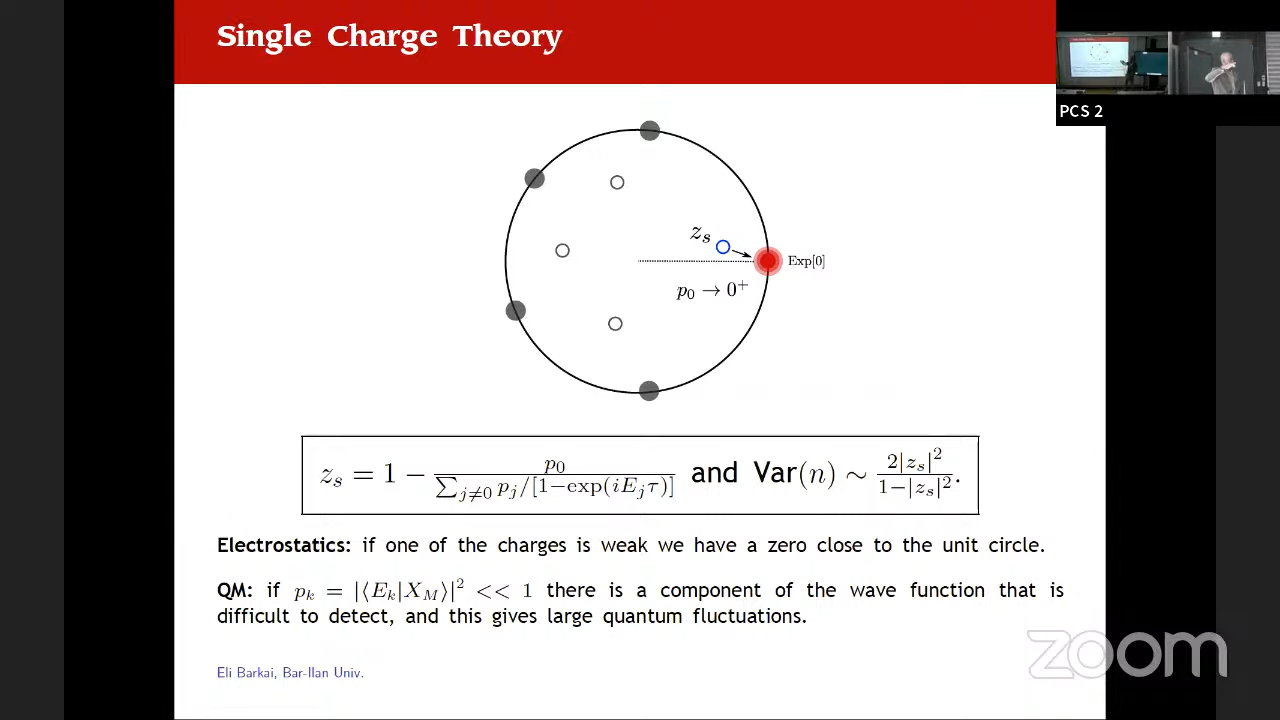 Single Charge Theory
PCS 2
z_s
Exp[0]
p_0 → 0^+
z_s = 1 − \frac{p_0}{\sum_{j≠0} p_j/[1−exp(iE_jτ)]} and Var(n) ∼ \frac{2|z_s|^2}{1−|z_s|^2}.
Electrostatics: if one of the charges is weak we have a zero close to the unit circle.
QM: if p_k = |⟨E_k|X_M⟩|^2 << 1 there is a component of the wave function that is
difficult to detect, and this gives large quantum fluctuations.
zoom
Eli Barkai, Bar-Ilan Univ.